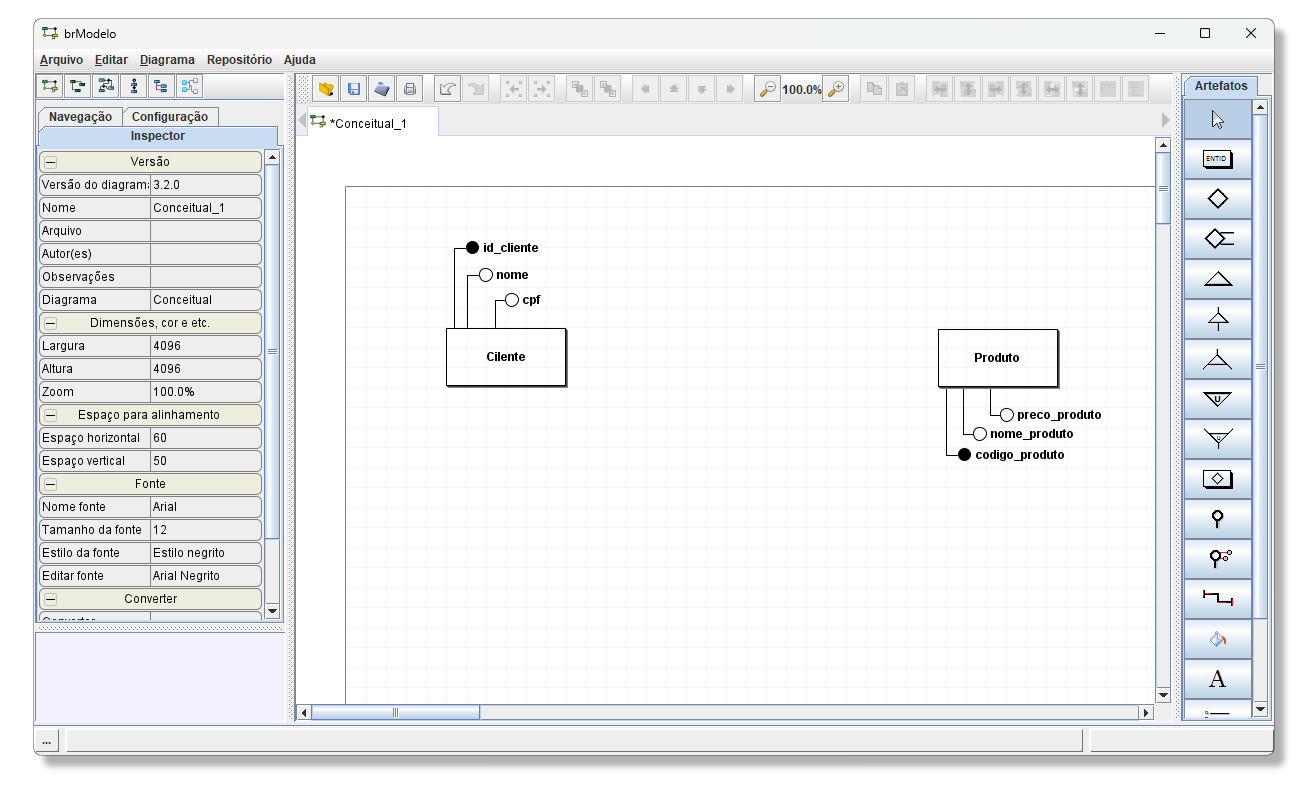 brModelo
Arquivo Editar Diagrama Repositório Ajuda
100.0%
Artefatos
Navegação Configuração
Inspector
*Conceitual_1
Versão
Versão do diagrama 3.2.0
Nome Conceitual_1
Arquivo
Autor(es)
Observações
Diagrama Conceitual
Dimensões, cor e etc.
Largura 4096
Altura 4096
Zoom 100.0%
Espaço para alinhamento
Espaço horizontal 60
Espaço vertical 50
Fonte
Nome fonte Arial
Tamanho da fonte 12
Estilo da fonte Estilo negrito
Editar fonte Arial Negrito
Converter
Converter
id_cliente
nome
cpf
Cilente
Produto
preco_produto
nome_produto
codigo_produto
ENTID
U
A
...